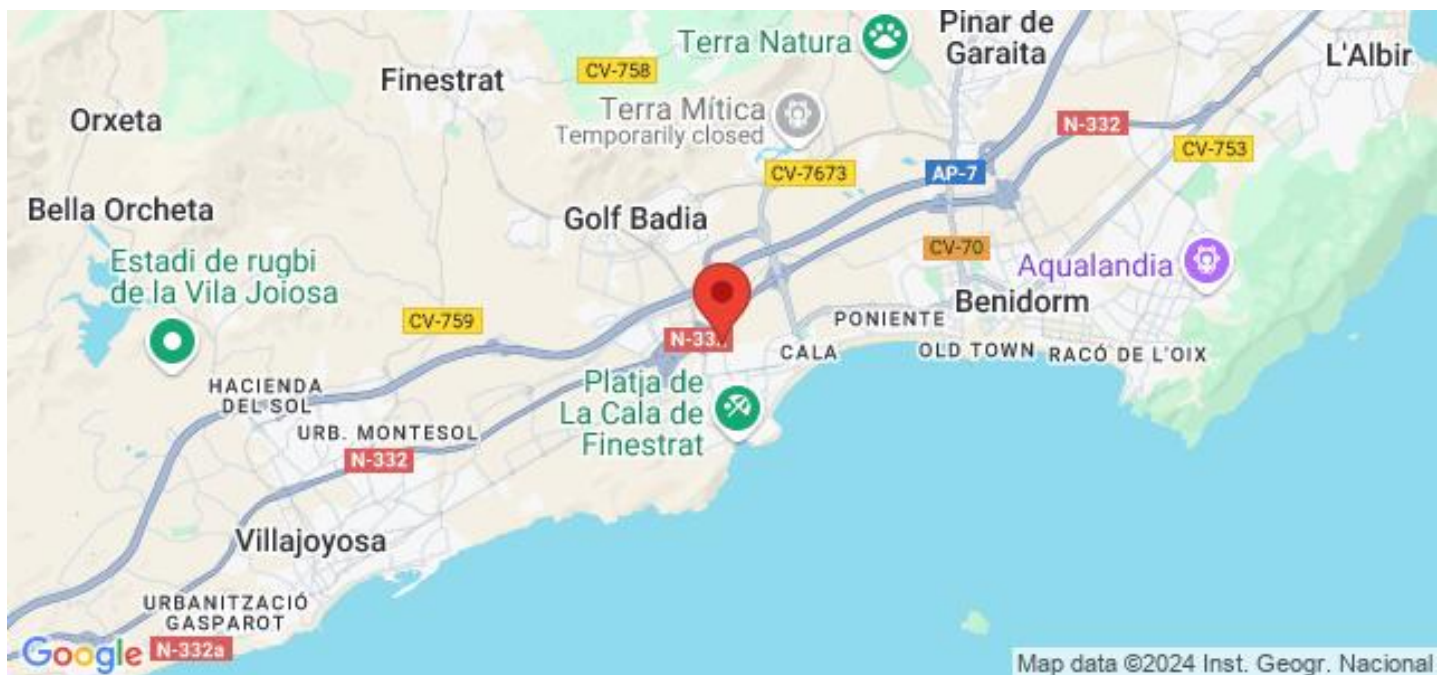 Terra Natura
Pinar de
Garaita
L'Albir
Finestrat
CV-758
Terra Mítica
Temporarily closed
Orxeta
N-332
CV-753
CV-7673
AP-7
Bella Orcheta
Golf Badia
CV-70
Estadi de rugbi
de la Vila Joiosa
Aqualandia
Benidorm
CV-759
PONIENTE
CALA
OLD TOWN
RACÓ DE L'OIX
HACIENDA
DEL SOL
Platja de
La Cala de
Finestrat
URB. MONTESOL
N-332
Villajoyosa
URBANITZACIÓ
GASPAROT
Google
N-332a
Map data ©2024 Inst. Geogr. Nacional